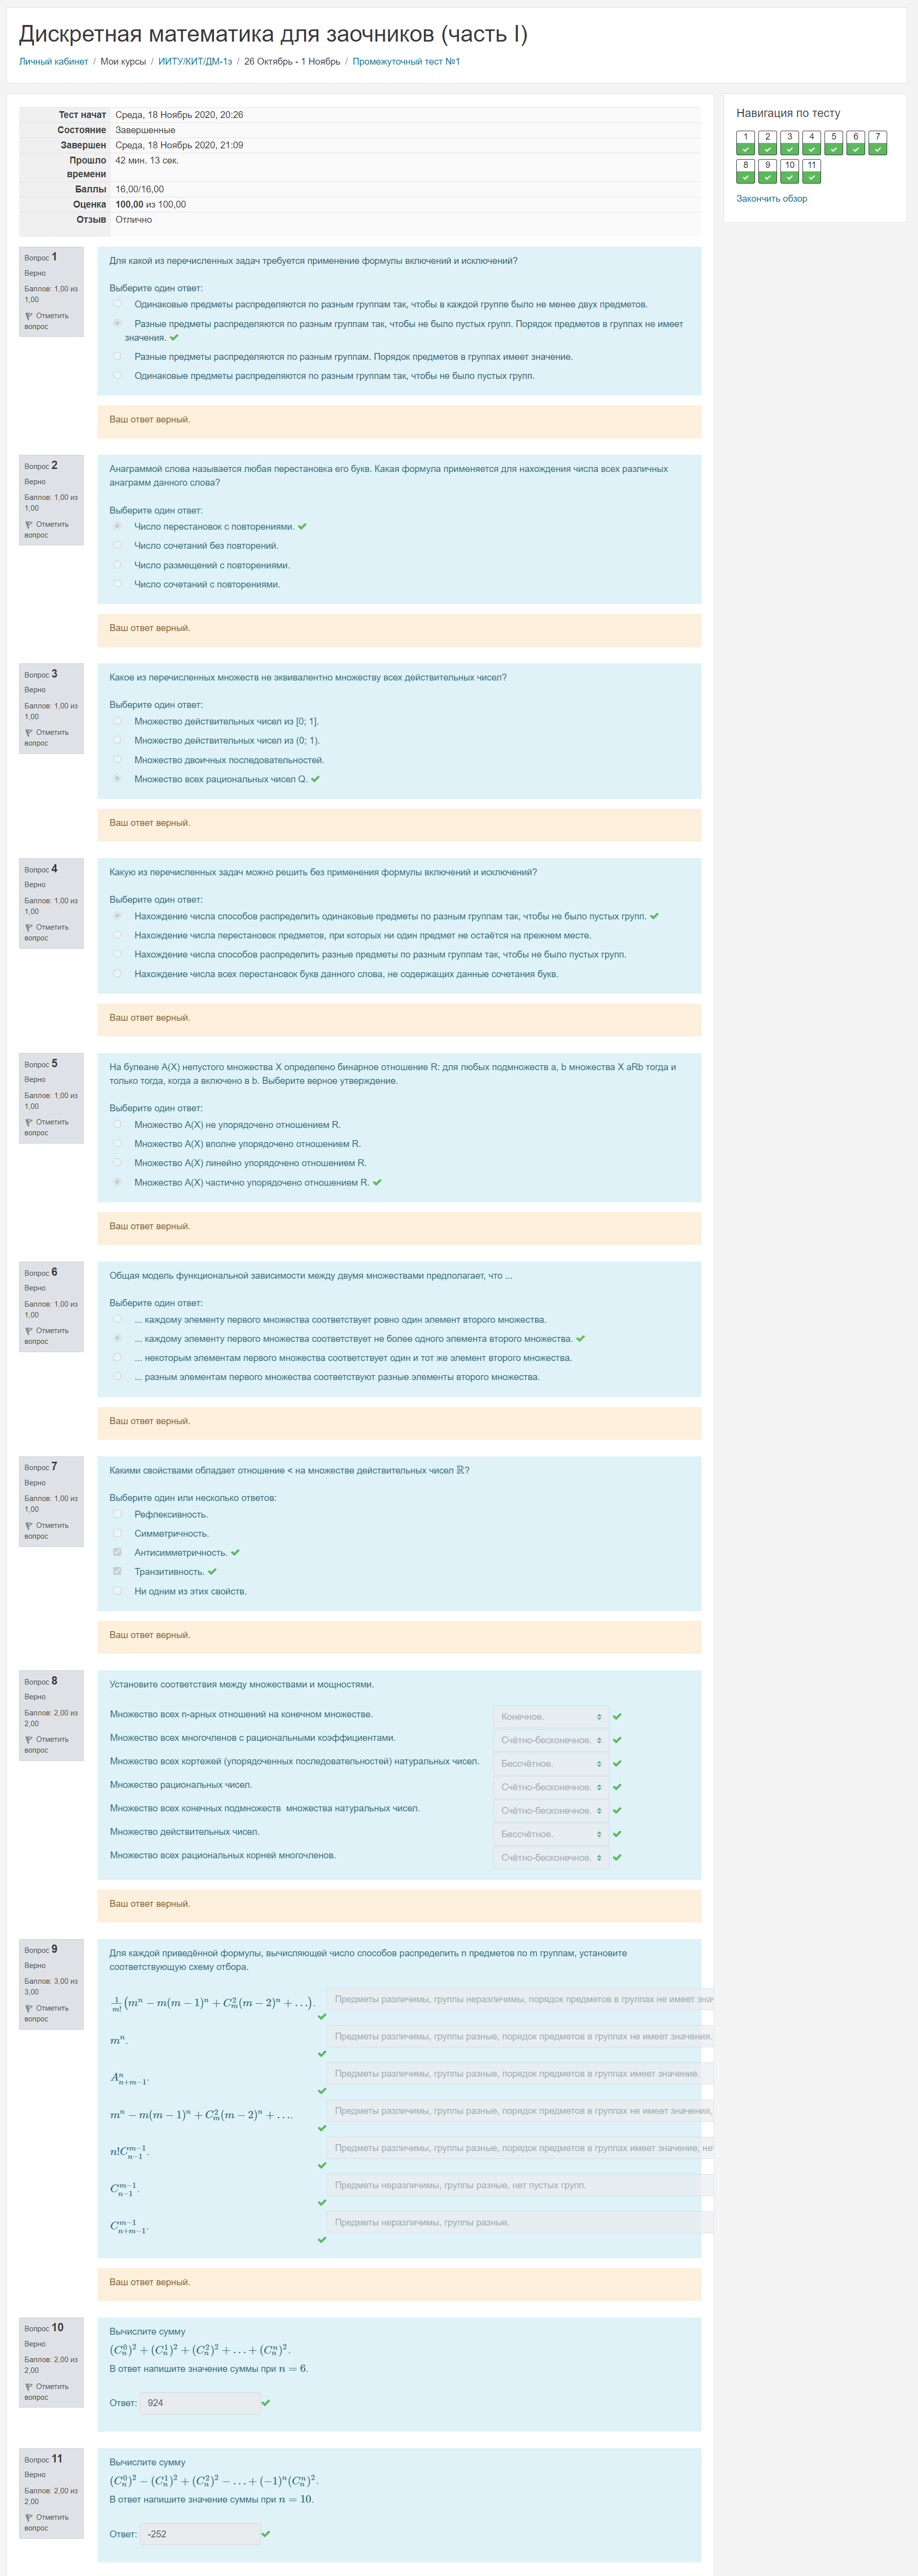 Дискретная математика для заочников (часть I)
Личный кабинет / Мои курсы / ИИТУ/КИТ/ДМ-1з / 26 Октябрь - 1 Ноябрь / Промежуточный тест №1
Тест начат Среда, 18 Ноябрь 2020, 20:26
Состояние Завершенные
Завершен Среда, 18 Ноябрь 2020, 21:09
Прошло времени 42 мин. 13 сек.
Баллы 16,00/16,00
Оценка 100,00 из 100,00
Отзыв Отлично
Навигация по тесту
1 2 3 4 5 6 7
8 9 10 11
Закончить обзор
Вопрос 1
Верно
Баллов: 1,00 из
1,00
Отметить
вопрос
Для какой из перечисленных задач требуется применение формулы включений и исключений?
Выберите один ответ:
Одинаковые предметы распределяются по разным группам так, чтобы в каждой группе было не менее двух предметов.
Разные предметы распределяются по разным группам так, чтобы не было пустых групп. Порядок предметов в группах не имеет
значения.
Разные предметы распределяются по разным группам. Порядок предметов в группах имеет значение.
Одинаковые предметы распределяются по разным группам так, чтобы не было пустых групп.
Ваш ответ верный.
Вопрос 2
Верно
Баллов: 1,00 из
1,00
Отметить
вопрос
Анаграммой слова называется любая перестановка его букв. Какая формула применяется для нахождения числа всех различных
анаграмм данного слова?
Выберите один ответ:
Число перестановок с повторениями.
Число сочетаний без повторений.
Число размещений с повторениями.
Число сочетаний с повторениями.
Ваш ответ верный.
Вопрос 3
Верно
Баллов: 1,00 из
1,00
Отметить
вопрос
Какое из перечисленных множеств не эквивалентно множеству всех действительных чисел?
Выберите один ответ:
Множество действительных чисел из [0; 1].
Множество действительных чисел из (0; 1).
Множество двоичных последовательностей.
Множество всех рациональных чисел Q.
Ваш ответ верный.
Вопрос 4
Верно
Баллов: 1,00 из
1,00
Отметить
вопрос
Какую из перечисленных задач можно решить без применения формулы включений и исключений?
Выберите один ответ:
Нахождение числа способов распределить одинаковые предметы по разным группам так, чтобы не было пустых групп.
Нахождение числа перестановок предметов, при которых ни один предмет не остаётся на прежнем месте.
Нахождение числа способов распределить разные предметы по разным группам так, чтобы не было пустых групп.
Нахождение числа всех перестановок букв данного слова, не содержащих данные сочетания букв.
Ваш ответ верный.
Вопрос 5
Верно
Баллов: 1,00 из
1,00
Отметить
вопрос
На булеане A(X) непустого множества X определено бинарное отношение R: для любых подмножеств a, b множества X aRb тогда и
только тогда, когда a включено в b. Выберите верное утверждение.
Выберите один ответ:
Множество A(X) не упорядочено отношением R.
Множество A(X) вполне упорядочено отношением R.
Множество A(X) линейно упорядочено отношением R.
Множество A(X) частично упорядочено отношением R.
Ваш ответ верный.
Вопрос 6
Верно
Баллов: 1,00 из
1,00
Отметить
вопрос
Общая модель функциональной зависимости между двумя множествами предполагает, что ...
Выберите один ответ:
... каждому элементу первого множества соответствует ровно один элемент второго множества.
... каждому элементу первого множества соответствует не более одного элемента второго множества.
... некоторым элементам первого множества соответствует один и тот же элемент второго множества.
... разным элементам первого множества соответствуют разные элементы второго множества.
Ваш ответ верный.
Вопрос 7
Верно
Баллов: 1,00 из
1,00
Отметить
вопрос
Какими свойствами обладает отношение < на множестве действительных чисел ℝ?
Выберите один или несколько ответов:
Рефлексивность.
Симметричность.
Антисимметричность.
Транзитивность.
Ни одним из этих свойств.
Ваш ответ верный.
Вопрос 8
Верно
Баллов: 2,00 из
2,00
Отметить
вопрос
Установите соответствия между множествами и мощностями.
Множество всех n-арных отношений на конечном множестве. Конечное.
Множество всех многочленов с рациональными коэффициентами. Счётно-бесконечное.
Множество всех кортежей (упорядоченных последовательностей) натуральных чисел. Бессчётное.
Множество рациональных чисел. Счётно-бесконечное.
Множество всех конечных подмножеств множества натуральных чисел. Счётно-бесконечное.
Множество действительных чисел. Бессчётное.
Множество всех рациональных корней многочленов. Счётно-бесконечное.
Ваш ответ верный.
Вопрос 9
Верно
Баллов: 3,00 из
3,00
Отметить
вопрос
Для каждой приведённой формулы, вычисляющей число способов распределить n предметов по m группам, установите
соответствующую схему отбора.
$\frac{1}{m!}(m^n - m(m-1)^n + C_m^2(m-2)^n + \ldots)$. Предметы различимы, группы неразличимы, порядок предметов в группах не имеет знач
$m^n$. Предметы различимы, группы разные, порядок предметов в группах не имеет значения.
$A_{n+m-1}^n$. Предметы различимы, группы разные, порядок предметов в группах имеет значение.
$m^n - m(m-1)^n + C_m^2(m-2)^n + \ldots$. Предметы различимы, группы разные, порядок предметов в группах не имеет значения,
$n!C_{n-1}^{m-1}$. Предметы различимы, группы разные, порядок предметов в группах имеет значение, не
$C_{n-1}^{m-1}$. Предметы неразличимы, группы разные, нет пустых групп.
$C_{n+m-1}^{m-1}$. Предметы неразличимы, группы разные.
Ваш ответ верный.
Вопрос 10
Верно
Баллов: 2,00 из
2,00
Отметить
вопрос
Вычислите сумму
$(C_n^0)^2 + (C_n^1)^2 + (C_n^2)^2 + \ldots + (C_n^n)^2$.
В ответ напишите значение суммы при $n = 6$.
Ответ: 924
Вопрос 11
Верно
Баллов: 2,00 из
2,00
Отметить
вопрос
Вычислите сумму
$(C_n^0)^2 - (C_n^1)^2 + (C_n^2)^2 - \ldots + (-1)^n(C_n^n)^2$.
В ответ напишите значение суммы при $n = 10$.
Ответ: -252